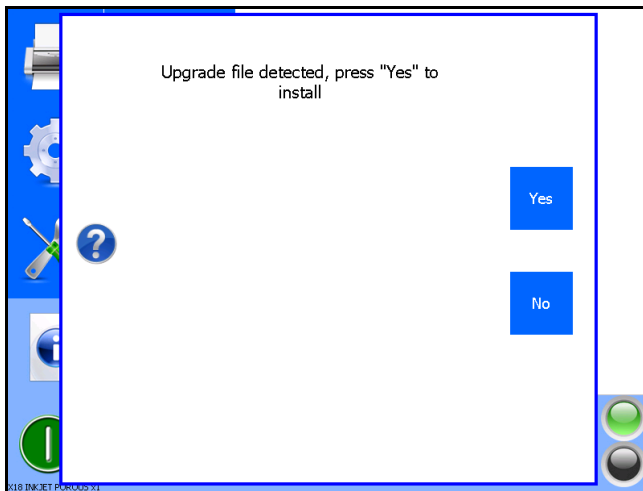 Upgrade file detected, press "Yes" to
install
Yes
No
X18 INKJET POROUS x1